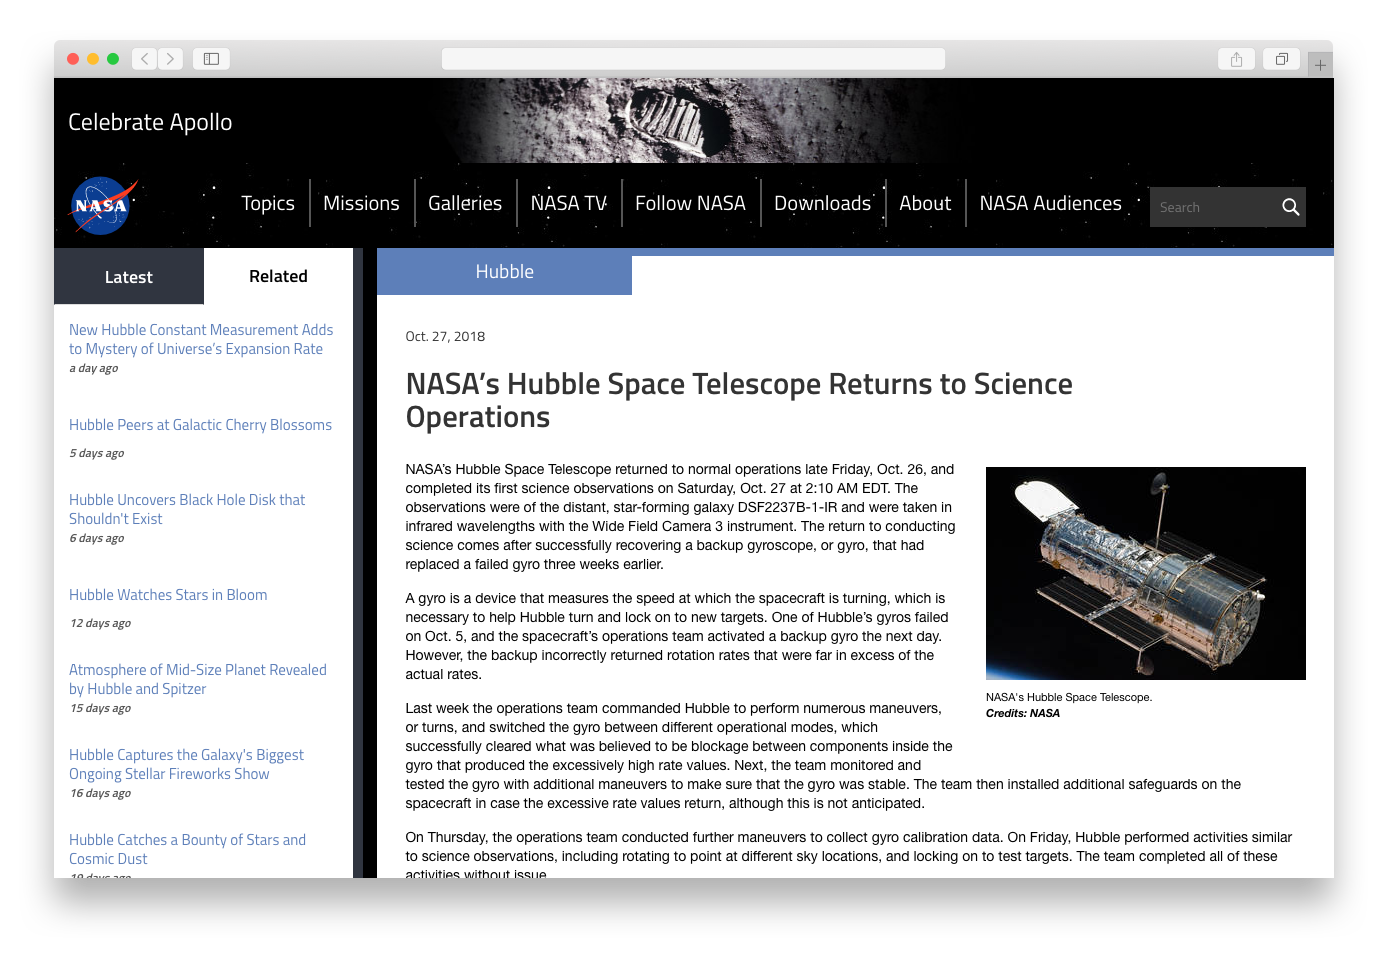 Celebrate Apollo
NASA
Topics
Missions
Galleries
NASA TV
Follow NASA
Downloads
About
NASA Audiences
Search
Latest
Related
New Hubble Constant Measurement Adds
to Mystery of Universe's Expansion Rate
a day ago
Hubble Peers at Galactic Cherry Blossoms
5 days ago
Hubble Uncovers Black Hole Disk that
Shouldn't Exist
6 days ago
Hubble Watches Stars in Bloom
12 days ago
Atmosphere of Mid-Size Planet Revealed
by Hubble and Spitzer
15 days ago
Hubble Captures the Galaxy's Biggest
Ongoing Stellar Fireworks Show
16 days ago
Hubble Catches a Bounty of Stars and
Cosmic Dust
19 days ago
Hubble
Oct. 27, 2018
NASA's Hubble Space Telescope Returns to Science
Operations
NASA's Hubble Space Telescope returned to normal operations late Friday, Oct. 26, and
completed its first science observations on Saturday, Oct. 27 at 2:10 AM EDT. The
observations were of the distant, star-forming galaxy DSF2237B-1-IR and were taken in
infrared wavelengths with the Wide Field Camera 3 instrument. The return to conducting
science comes after successfully recovering a backup gyroscope, or gyro, that had
replaced a failed gyro three weeks earlier.
A gyro is a device that measures the speed at which the spacecraft is turning, which is
necessary to help Hubble turn and lock on to new targets. One of Hubble's gyros failed
on Oct. 5, and the spacecraft's operations team activated a backup gyro the next day.
However, the backup incorrectly returned rotation rates that were far in excess of the
actual rates.
Last week the operations team commanded Hubble to perform numerous maneuvers,
or turns, and switched the gyro between different operational modes, which
successfully cleared what was believed to be blockage between components inside the
gyro that produced the excessively high rate values. Next, the team monitored and
tested the gyro with additional maneuvers to make sure that the gyro was stable. The team then installed additional safeguards on the
spacecraft in case the excessive rate values return, although this is not anticipated.
On Thursday, the operations team conducted further maneuvers to collect gyro calibration data. On Friday, Hubble performed activities similar
to science observations, including rotating to point at different sky locations, and locking on to test targets. The team completed all of these
activities without issue.
NASA's Hubble Space Telescope.
Credits: NASA